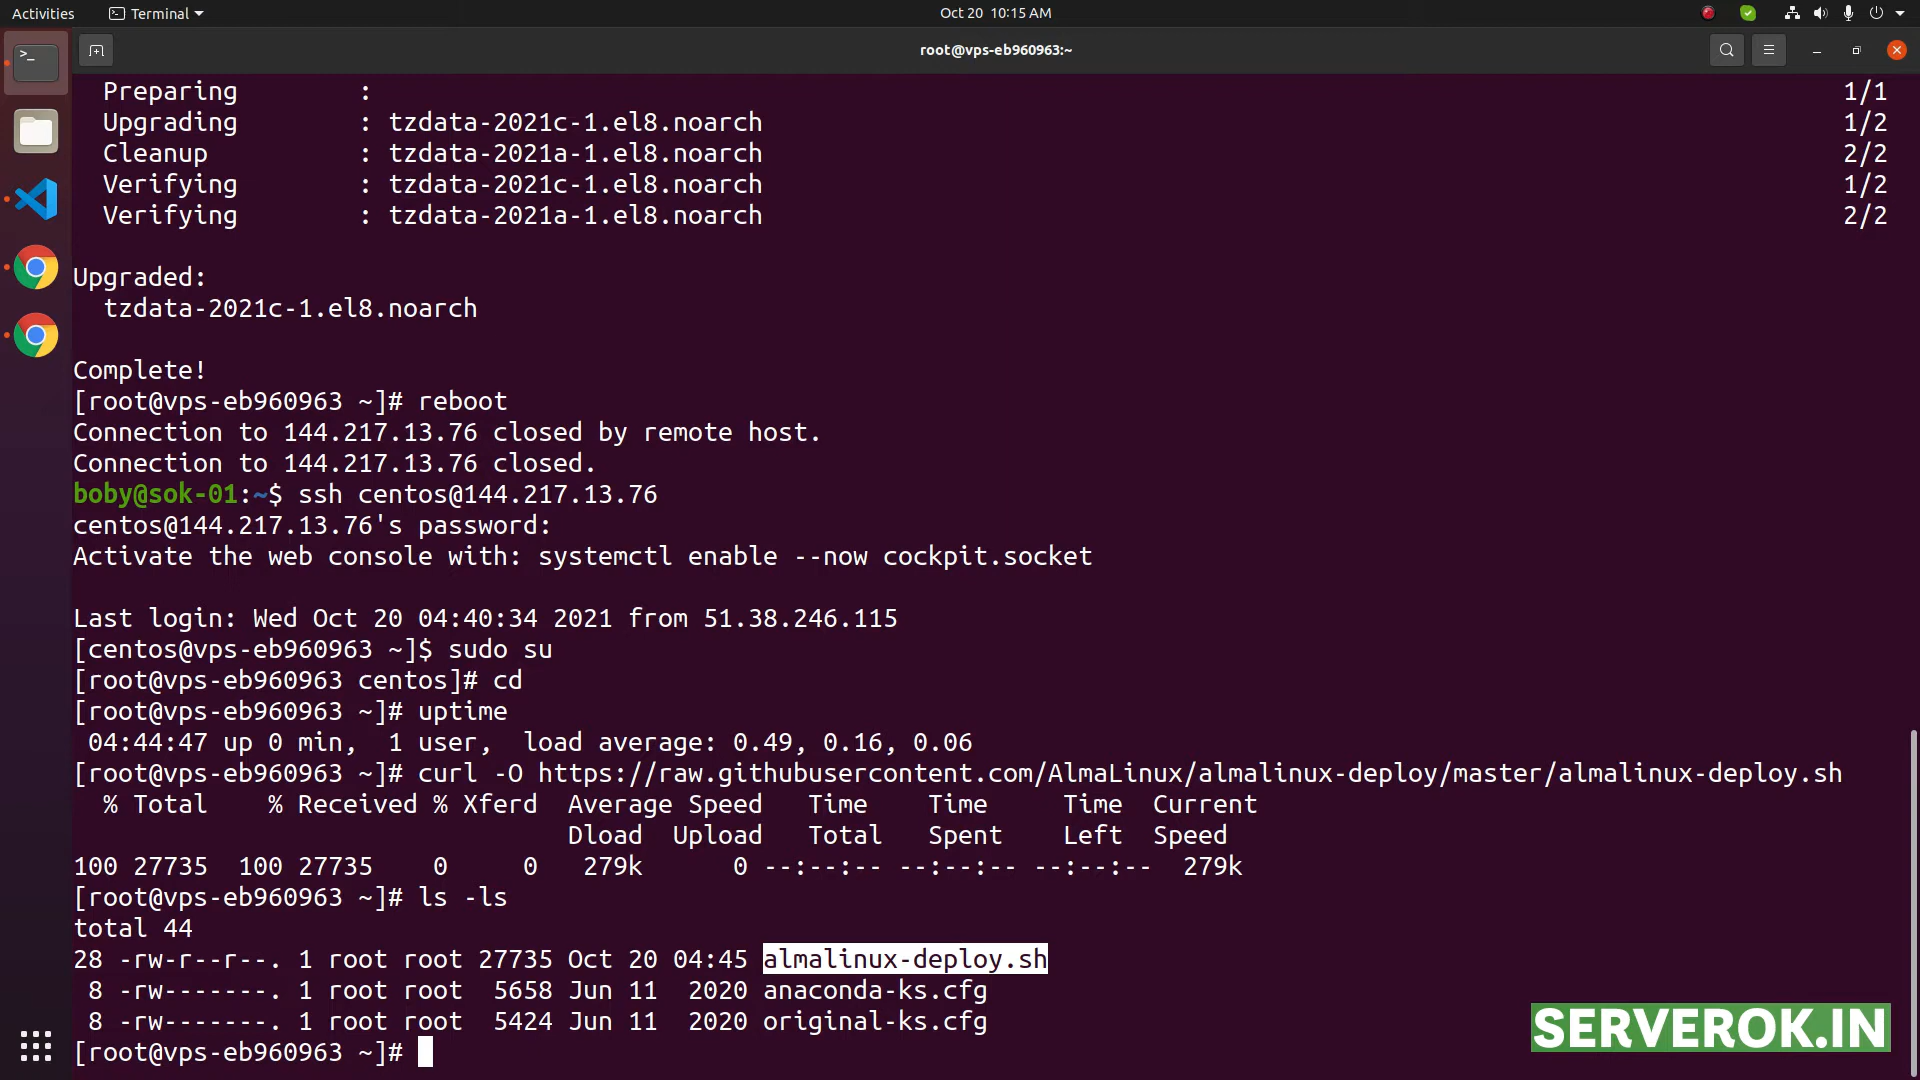 Activities Terminal Oct 20 10:15 AM
root@vps-eb960963:~
Preparing : 1/1
Upgrading : tzdata-2021c-1.el8.noarch 1/2
Cleanup : tzdata-2021a-1.el8.noarch 2/2
Verifying : tzdata-2021c-1.el8.noarch 1/2
Verifying : tzdata-2021a-1.el8.noarch 2/2
Upgraded:
tzdata-2021c-1.el8.noarch
Complete!
[root@vps-eb960963 ~]# reboot
Connection to 144.217.13.76 closed by remote host.
Connection to 144.217.13.76 closed.
boby@sok-01:~$ ssh centos@144.217.13.76
centos@144.217.13.76's password:
Activate the web console with: systemctl enable --now cockpit.socket
Last login: Wed Oct 20 04:40:34 2021 from 51.38.246.115
[centos@vps-eb960963 ~]$ sudo su
[root@vps-eb960963 centos]# cd
[root@vps-eb960963 ~]# uptime
04:44:47 up 0 min, 1 user, load average: 0.49, 0.16, 0.06
[root@vps-eb960963 ~]# curl -O https://raw.githubusercontent.com/AlmaLinux/almalinux-deploy/master/almalinux-deploy.sh
% Total % Received % Xferd Average Speed Time Time Time Current
Dload Upload Total Spent Left Speed
100 27735 100 27735 0 0 279k 0 --:--:-- --:--:-- --:--:-- 279k
[root@vps-eb960963 ~]# ls -ls
total 44
28 -rw-r--r--. 1 root root 27735 Oct 20 04:45 almalinux-deploy.sh
8 -rw-------. 1 root root 5658 Jun 11 2020 anaconda-ks.cfg
8 -rw-------. 1 root root 5424 Jun 11 2020 original-ks.cfg
[root@vps-eb960963 ~]#
SERVEROK.IN